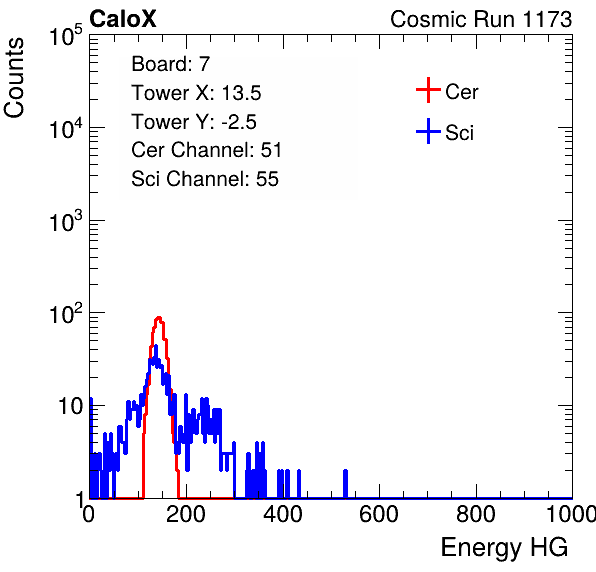 CaloX Cosmic Run 1173
Counts
10^5
10^4
10^3
10^2
10
1
Board: 7
Tower X: 13.5
Tower Y: -2.5
Cer Channel: 51
Sci Channel: 55
Cer
Sci
0 200 400 600 800 1000
Energy HG